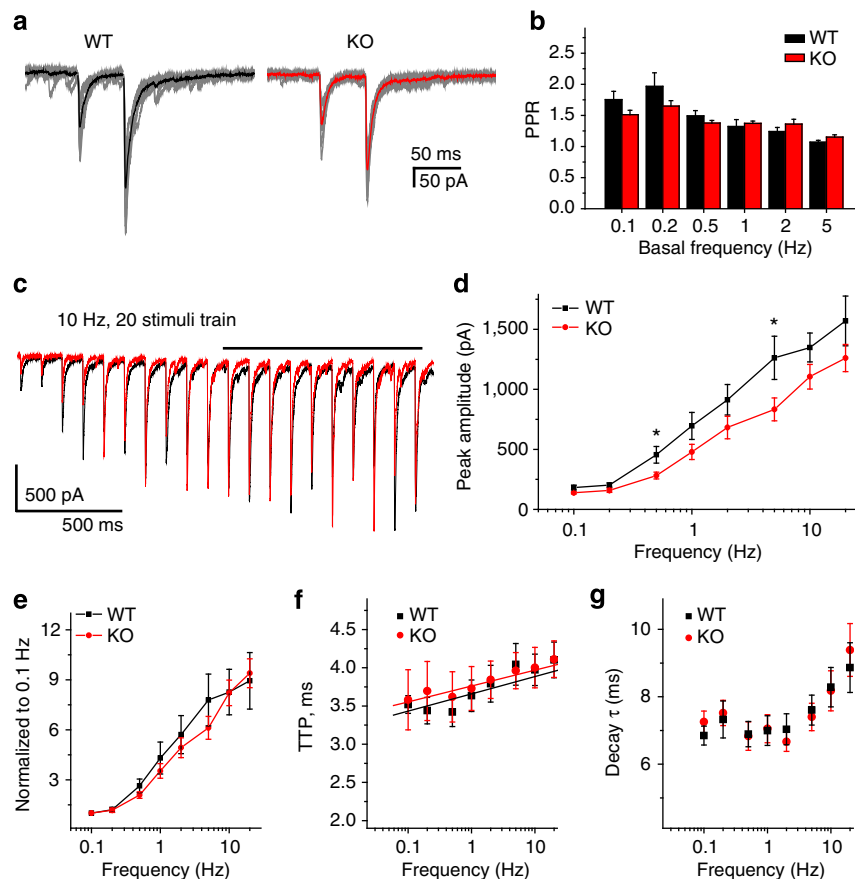 a
WT
KO
50 ms
50 pA
b
WT
KO
PPR
2.5
2.0
1.5
1.0
0.5
0.0
0.1 0.2 0.5 1 2 5
Basal frequency (Hz)
c
10 Hz, 20 stimuli train
500 pA
500 ms
d
WT
KO
Peak amplitude (pA)
1,500
1,000
500
0
*
*
0.1 1 10
Frequency (Hz)
e
WT
KO
Normalized to 0.1 Hz
12
9
6
3
0.1 1 10
Frequency (Hz)
f
WT
KO
TTP, ms
4.5
4.0
3.5
3.0
2.5
2.0
0.1 1 10
Frequency (Hz)
g
WT
KO
Decay τ (ms)
10
8
6
0.1 1 10
Frequency (Hz)